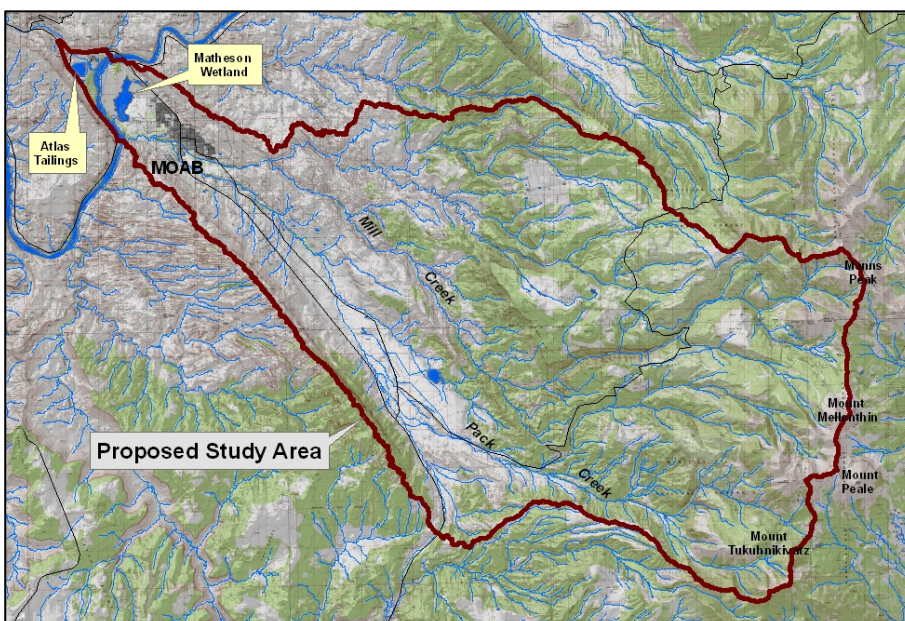 Matheson
Wetland
Atlas
Tailings
MOAB
Mill
Creek
Manns
Peak
Mount
Mellenthin
Proposed Study Area
Pack
Creek
Mount
Peale
Mount
Tukuhnikivatz